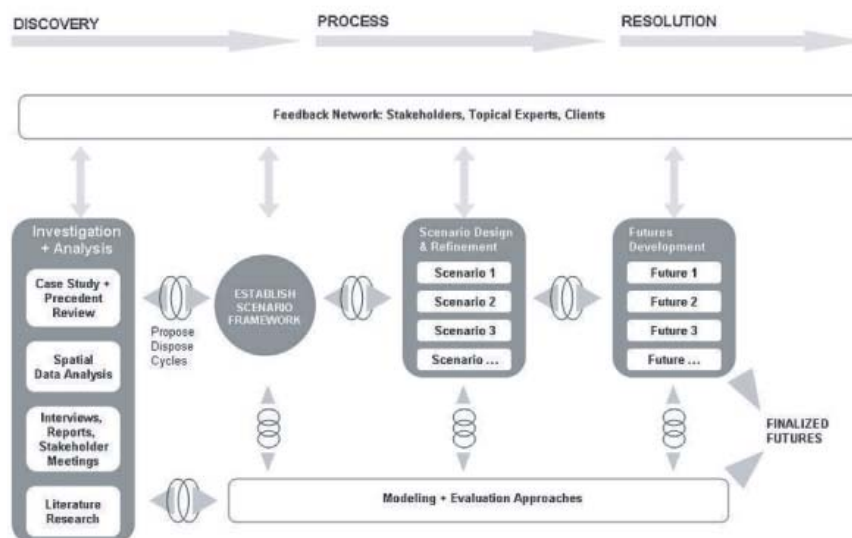 DISCOVERY
PROCESS
RESOLUTION
Feedback Network: Stakeholders, Topical Experts, Clients
Investigation
+ Analysis
Case Study +
Precedent
Review
Spatial
Data Analysis
Interviews,
Reports,
Stakeholder
Meetings
Literature
Research
Propose
Dispose
Cycles
ESTABLISH
SCENARIO
FRAMEWORK
Scenario Design
& Refinement
Scenario 1
Scenario 2
Scenario 3
Scenario ...
Futures
Development
Future 1
Future 2
Future 3
Future ...
FINALIZED
FUTURES
Modeling + Evaluation Approaches